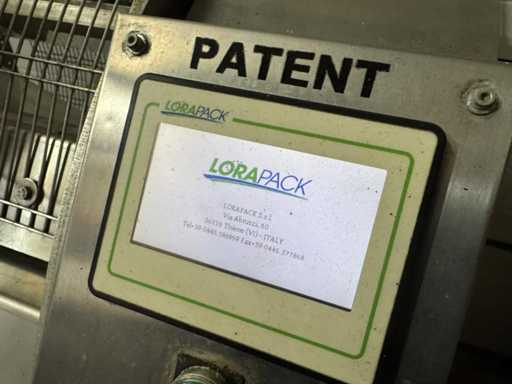 PATENT
LORAPACK
LORAPACK
LORAPACK S.r.l.
Via Abruzzi, 60
36016 Thiene (VI) - ITALY